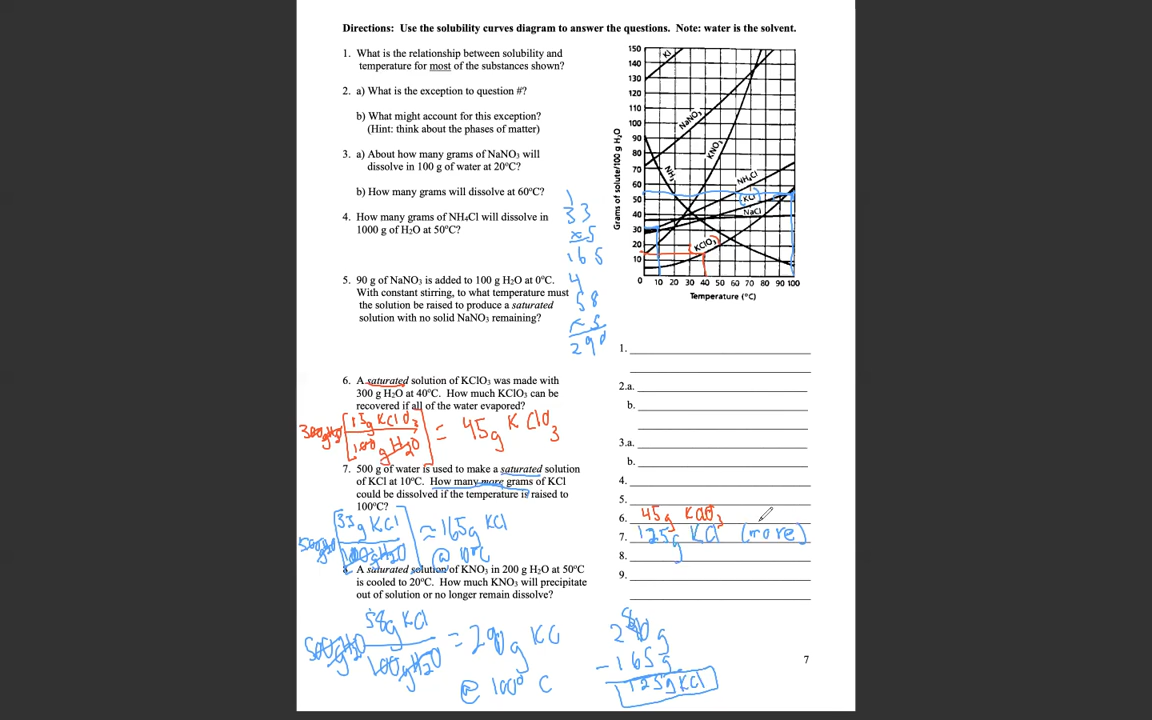 Directions: Use the solubility curves diagram to answer the questions. Note: water is the solvent.
1. What is the relationship between solubility and
temperature for most of the substances shown?
2. a) What is the exception to question #?
b) What might account for this exception?
(Hint: think about the phases of matter)
3. a) About how many grams of NaNO₃ will
dissolve in 100 g of water at 20°C?
b) How many grams will dissolve at 60°C?
4. How many grams of NH₄Cl will dissolve in
1000 g of H₂O at 50°C?
1
33
x 5
165
5. 90 g of NaNO₃ is added to 100 g H₂O at 0°C.
With constant stirring, to what temperature must
the solution be raised to produce a saturated
solution with no solid NaNO₃ remaining?
4
58
x 5
290
6. A saturated solution of KClO₃ was made with
300 g H₂O at 40°C. How much KClO₃ can be
recovered if all of the water evapored?
15g KClO₃
300gH₂O = 45g KClO₃
100 g H₂O
7. 500 g of water is used to make a saturated solution
of KCl at 10°C. How many more grams of KCl
could be dissolved if the temperature is raised to
100°C?
33g KCl
500gH₂O ≈ 165g KCl
100gH₂O @ 10°C
A saturated solution of KNO₃ in 200 g H₂O at 50°C
is cooled to 20°C. How much KNO₃ will precipitate
out of solution or no longer remain dissolve?
58g KCl
500gH₂O = 290g KCl
100gH₂O
@ 100° C
290 g
-165 g
125g KCl
150
140
130
120
110
100
90
80
70
60
50
40
30
20
10
0 10 20 30 40 50 60 70 80 90 100
Grams of solute/100 g H₂O
Temperature (°C)
KI
NaNO₃
KNO₃
NH₃
NH₄Cl
KCl
NaCl
KClO₃
1.
2.a.
b.
3.a.
b.
4.
5.
6. 45g KClO₃
7. 125g KCl (more)
8.
9.
7